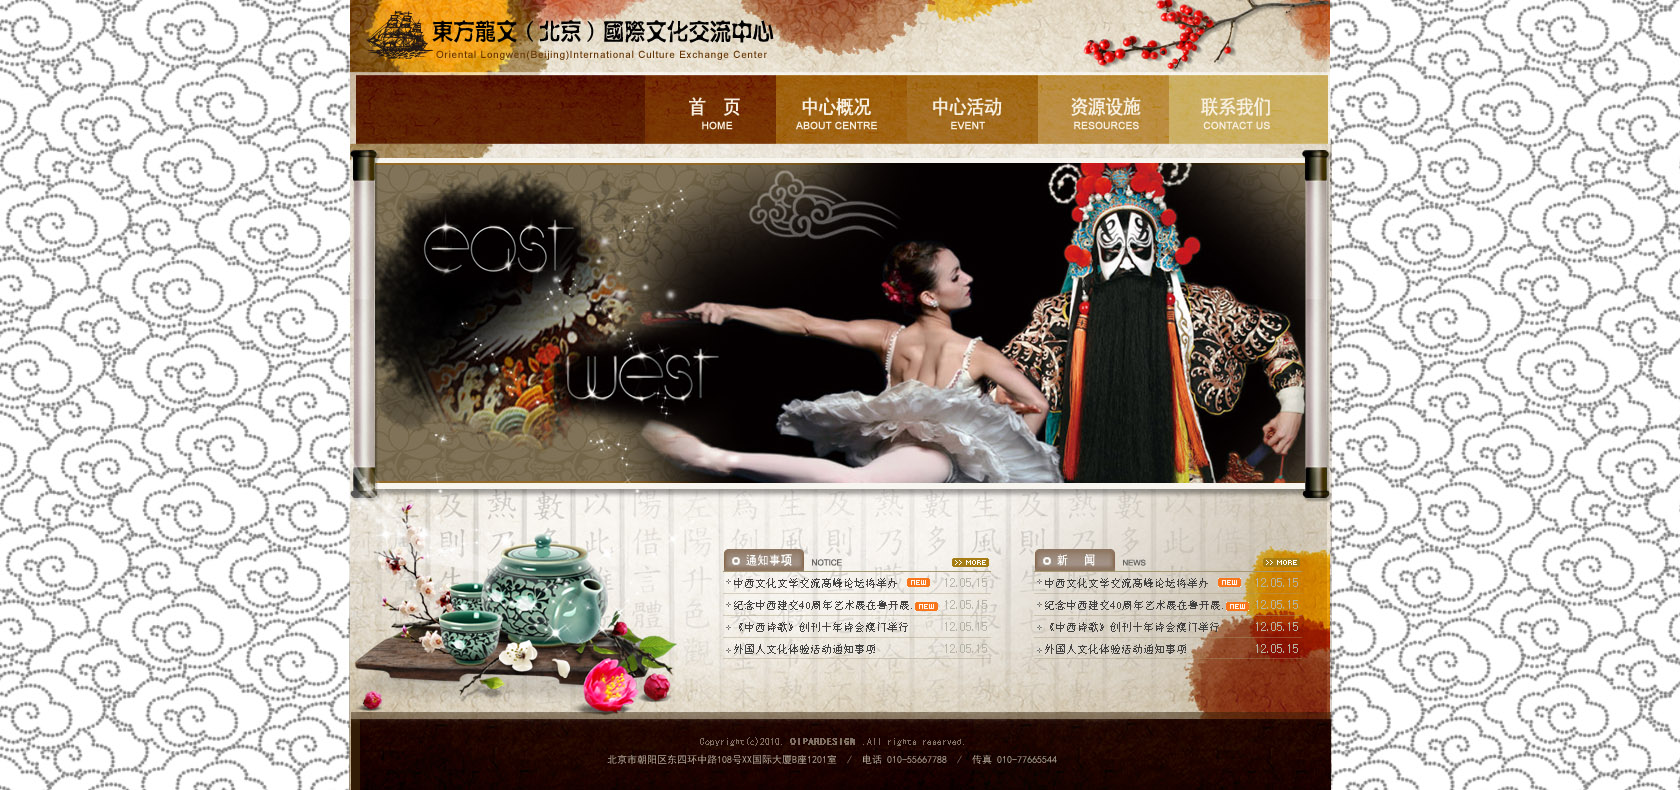 東方龍文（北京）國際文化交流中心
Oriental Longwen(Beijing)International Culture Exchange Center
首 页 中心概况 中心活动 资源设施 联系我们
HOME ABOUT CENTRE EVENT RESOURCES CONTACT US
east
west
通知事项 NOTICE >> MORE
中西文化文学交流高峰论坛将举办 NEW 12.05.15
纪念中西建交40周年艺术展在鲁开展. NEW 12.05.15
《中西诗歌》创刊十年诗会澳门举行 12.05.15
外国人文化体验活动通知事项 12.05.15
新 闻 NEWS >> MORE
中西文化文学交流高峰论坛将举办 NEW 12.05.15
纪念中西建交40周年艺术展在鲁开展. NEW 12.05.15
《中西诗歌》创刊十年诗会澳门举行 12.05.15
外国人文化体验活动通知事项 12.05.15
Copyright(c)2010. OIPARDESIGN .All rights reserved.
北京市朝阳区东四环中路108号XX国际大厦B座1201室 / 电话 010-55667788 / 传真 010-77665544